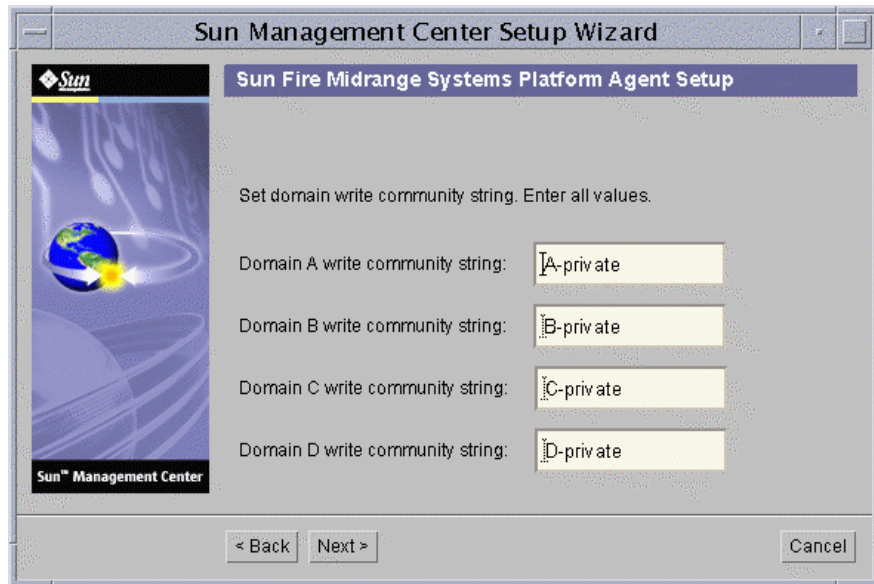 Sun Management Center Setup Wizard
Sun
Sun Fire Midrange Systems Platform Agent Setup
Set domain write community string. Enter all values.
Domain A write community string: A-private
Domain B write community string: B-private
Domain C write community string: C-private
Domain D write community string: D-private
Sun™ Management Center
< Back Next > Cancel